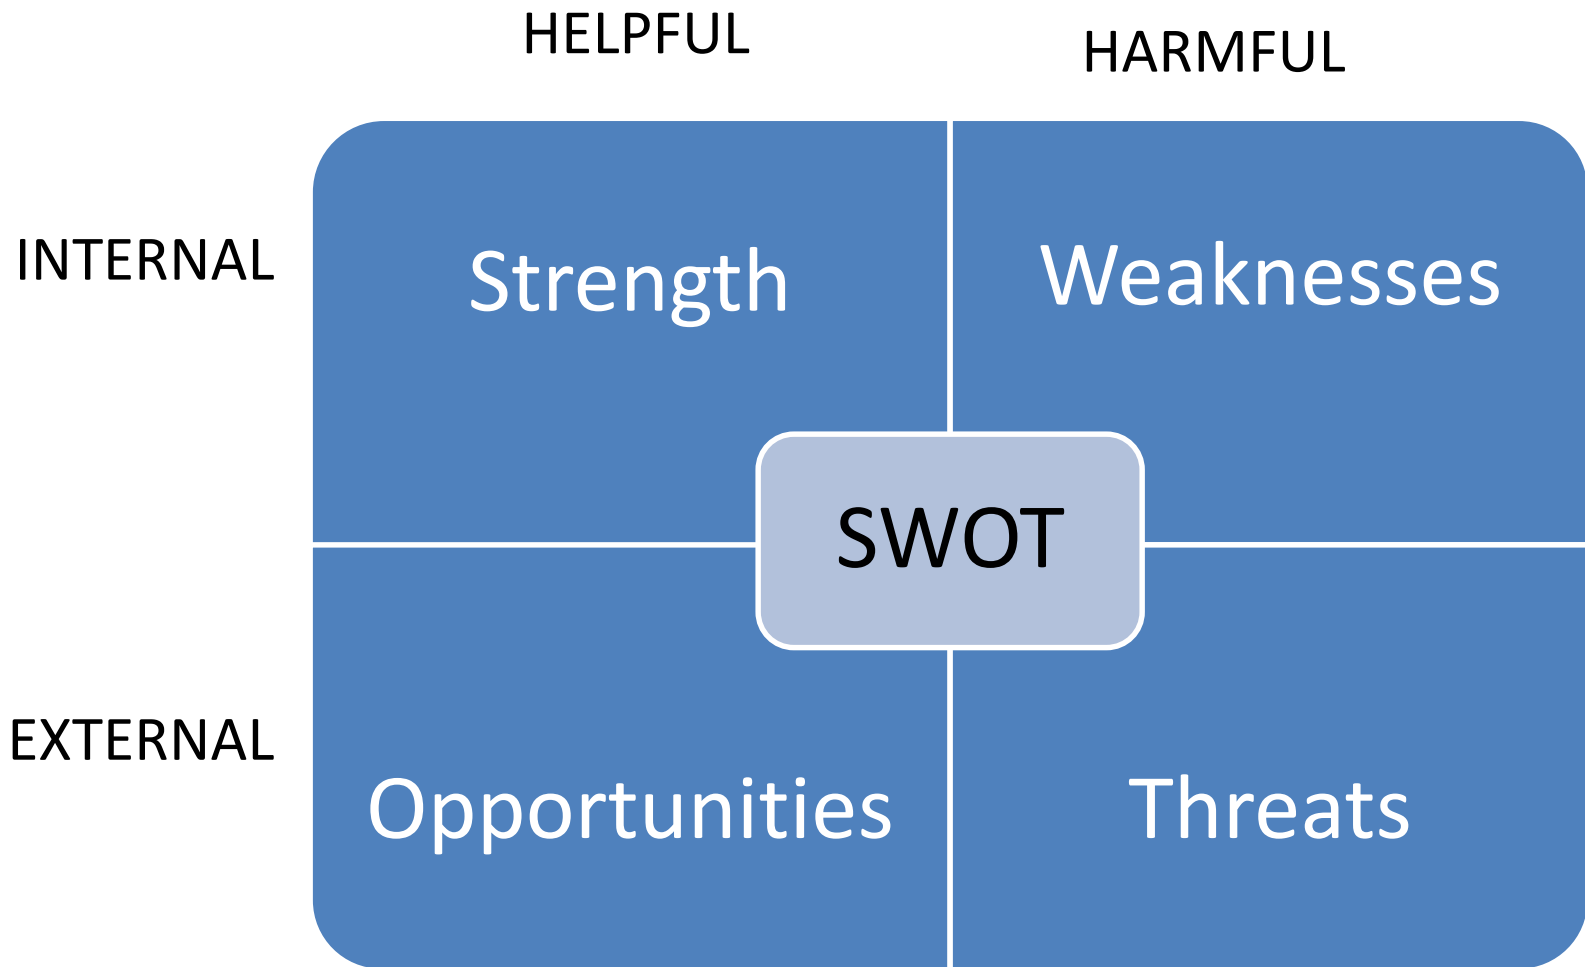 HELPFUL
HARMFUL
INTERNAL
Strength
Weaknesses
SWOT
EXTERNAL
Opportunities
Threats